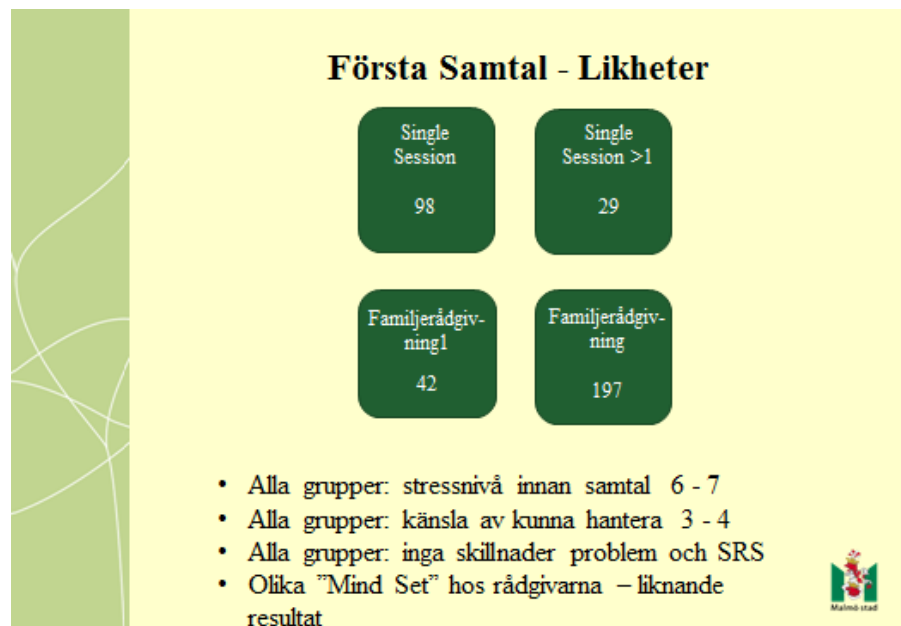 Första Samtal - Likheter
Single
Session
98
Single
Session >1
29
Familjerådgiv-
ning1
42
Familjerådgiv-
ning
197
• Alla grupper: stressnivå innan samtal 6 - 7
• Alla grupper: känsla av kunna hantera 3 - 4
• Alla grupper: inga skillnader problem och SRS
• Olika ”Mind Set” hos rådgivarna – liknande
resultat
Malmö stad